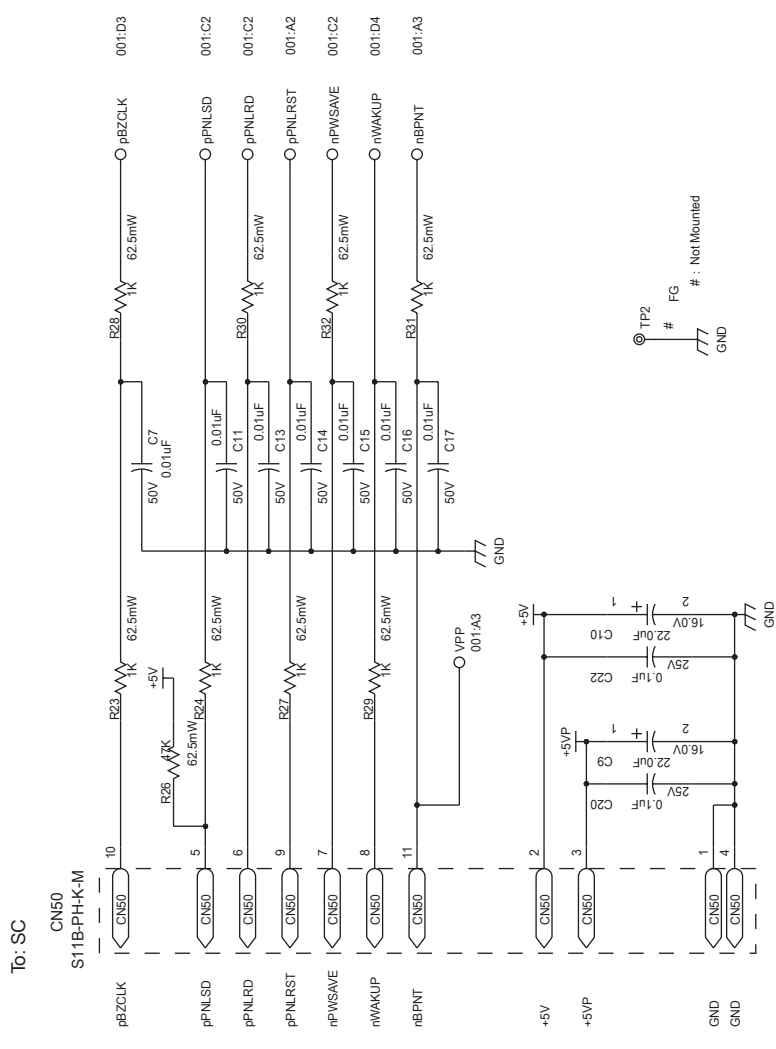 To: SC
CN50
S11B-PH-K-M
pBZCLK
CN50
10
R23
1K
62.5mW
C7
0.01uF
50V
R28
1K
62.5mW
pBZCLK
001:D3
R26
47K
62.5mW
+5V
pPNLSD
CN50
5
R24
1K
62.5mW
50V
C11
0.01uF
pPNLSD
001:C2
pPNLRD
CN50
6
50V
C13
0.01uF
R30
1K
62.5mW
pPNLRD
001:C2
pPNLRST
CN50
9
R27
1K
62.5mW
50V
C14
0.01uF
pPNLRST
001:A2
nPWSAVE
CN50
7
50V
C15
0.01uF
R32
1K
62.5mW
nPWSAVE
001:C2
nWAKUP
CN50
8
R29
1K
62.5mW
50V
C16
0.01uF
nWAKUP
001:D4
nBPNT
CN50
11
50V
C17
0.01uF
R31
1K
62.5mW
nBPNT
001:A3
VPP
001:A3
GND
+5V
CN50
2
+5V
+5VP
CN50
3
+5VP
C20
0.1uF
25V
C9
22.0uF
16.0V
1
+
2
C22
0.1uF
25V
C10
22.0uF
16.0V
1
+
2
GND
GND
CN50
1
GND
CN50
4
TP2
#
FG
GND
# : Not Mounted